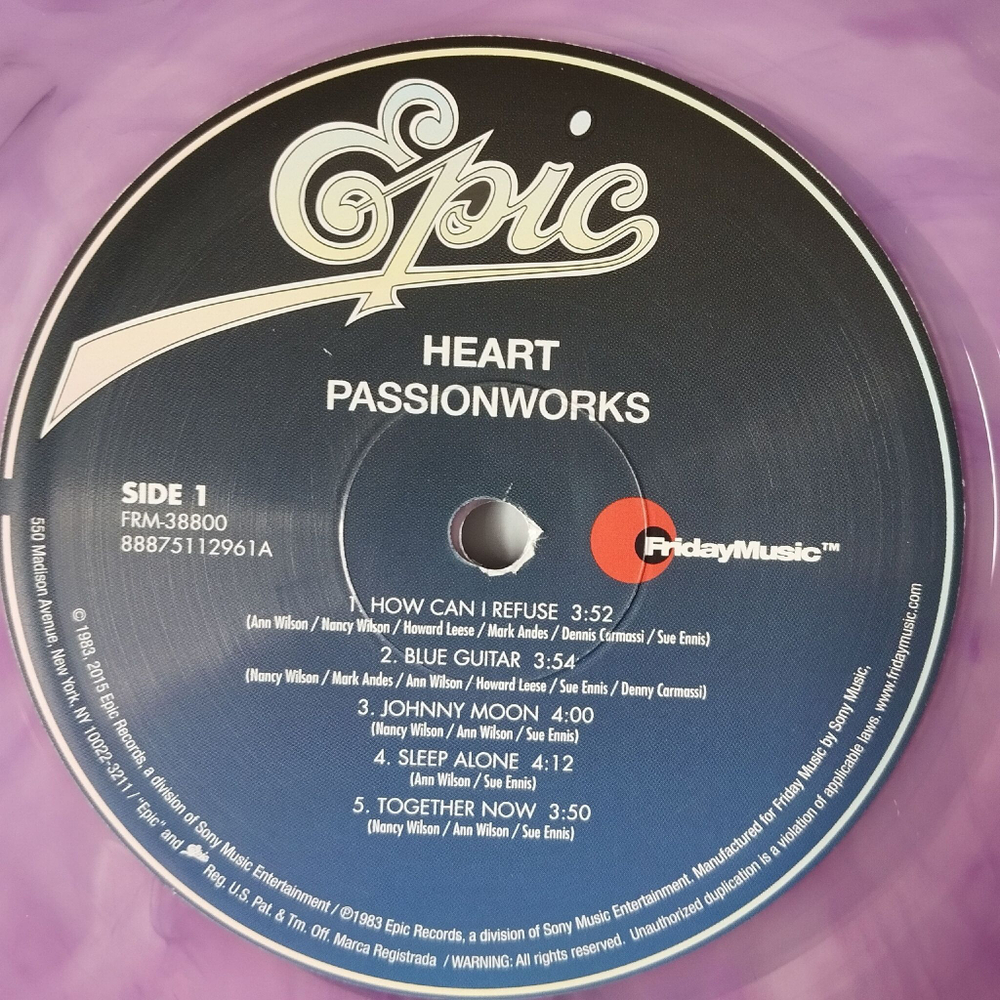 Epic
HEART
PASSIONWORKS
SIDE 1
FRM-38800
88875112961A
FridayMusic™
1. HOW CAN I REFUSE 3:52
(Ann Wilson / Nancy Wilson / Howard Leese / Mark Andes / Dennis Carmassi / Sue Ennis)
2. BLUE GUITAR 3:54
(Nancy Wilson / Mark Andes / Ann Wilson / Howard Leese / Sue Ennis / Denny Carmassi)
3. JOHNNY MOON 4:00
(Nancy Wilson / Ann Wilson / Sue Ennis)
4. SLEEP ALONE 4:12
(Ann Wilson / Sue Ennis)
5. TOGETHER NOW 3:50
(Nancy Wilson / Ann Wilson / Sue Ennis)
© 1983, 2015 Epic Records, a division of Sony Music Entertainment / ℗1983 Epic Records, a division of Sony Music Entertainment. Manufactured for Friday Music by Sony Music,
550 Madison Avenue, New York, NY 10022-3211 / "Epic" and Epic Reg. U.S. Pat. & Tm. Off. Marca Registrada / WARNING: All rights reserved. Unauthorized duplication is a violation of applicable laws. www.fridaymusic.com